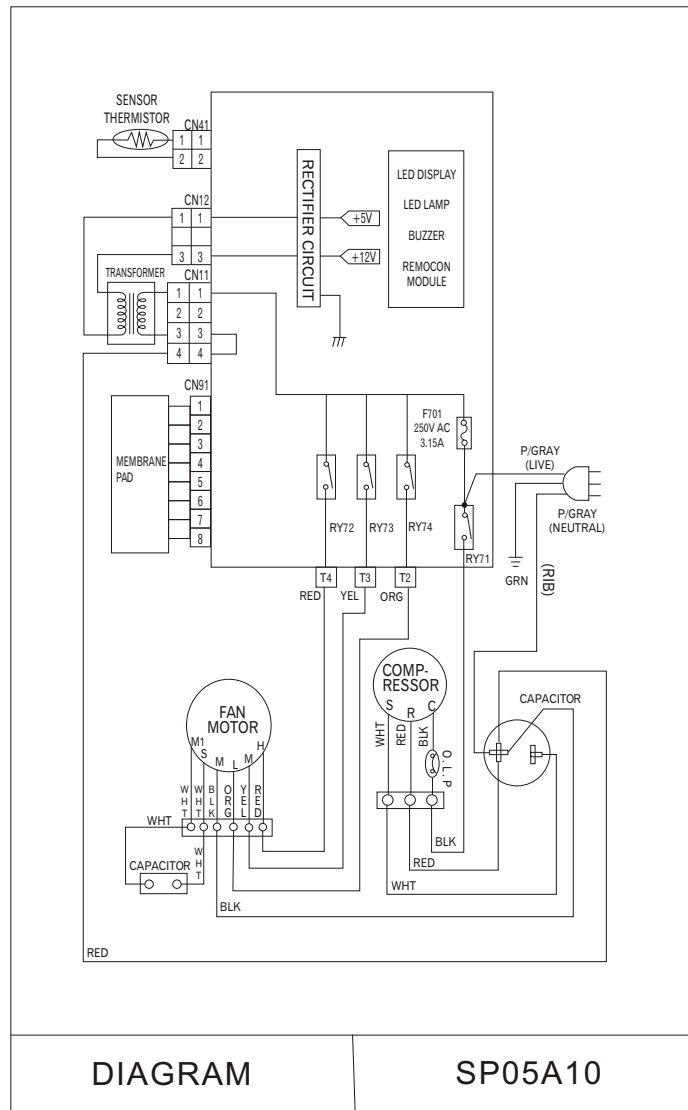 SENSOR
THERMISTOR
CN41
1 1
2 2
CN12
1 1
3 3
TRANSFORMER
CN11
1 1
2 2
3 3
4 4
CN91
1
2
3
4
5
6
7
8
MEMBRANE
PAD
RECTIFIER CIRCUIT
+5V
+12V
LED DISPLAY
LED LAMP
BUZZER
REMOCON
MODULE
F701
250V AC
3.15A
P/GRAY
(LIVE)
P/GRAY
(NEUTRAL)
RY72
RY73
RY74
RY71
GRN
(RIB)
T4
T3
T2
RED
YEL
ORG
FAN
MOTOR
M1
S
M
L
M
H
WHT
WHT
BLK
ORG
YEL
RED
WHT
WHT
CAPACITOR
BLK
RED
COMP-
RESSOR
S
R
C
WHT
RED
BLK
O.L.P
BLK
RED
WHT
CAPACITOR
DIAGRAM
SP05A10